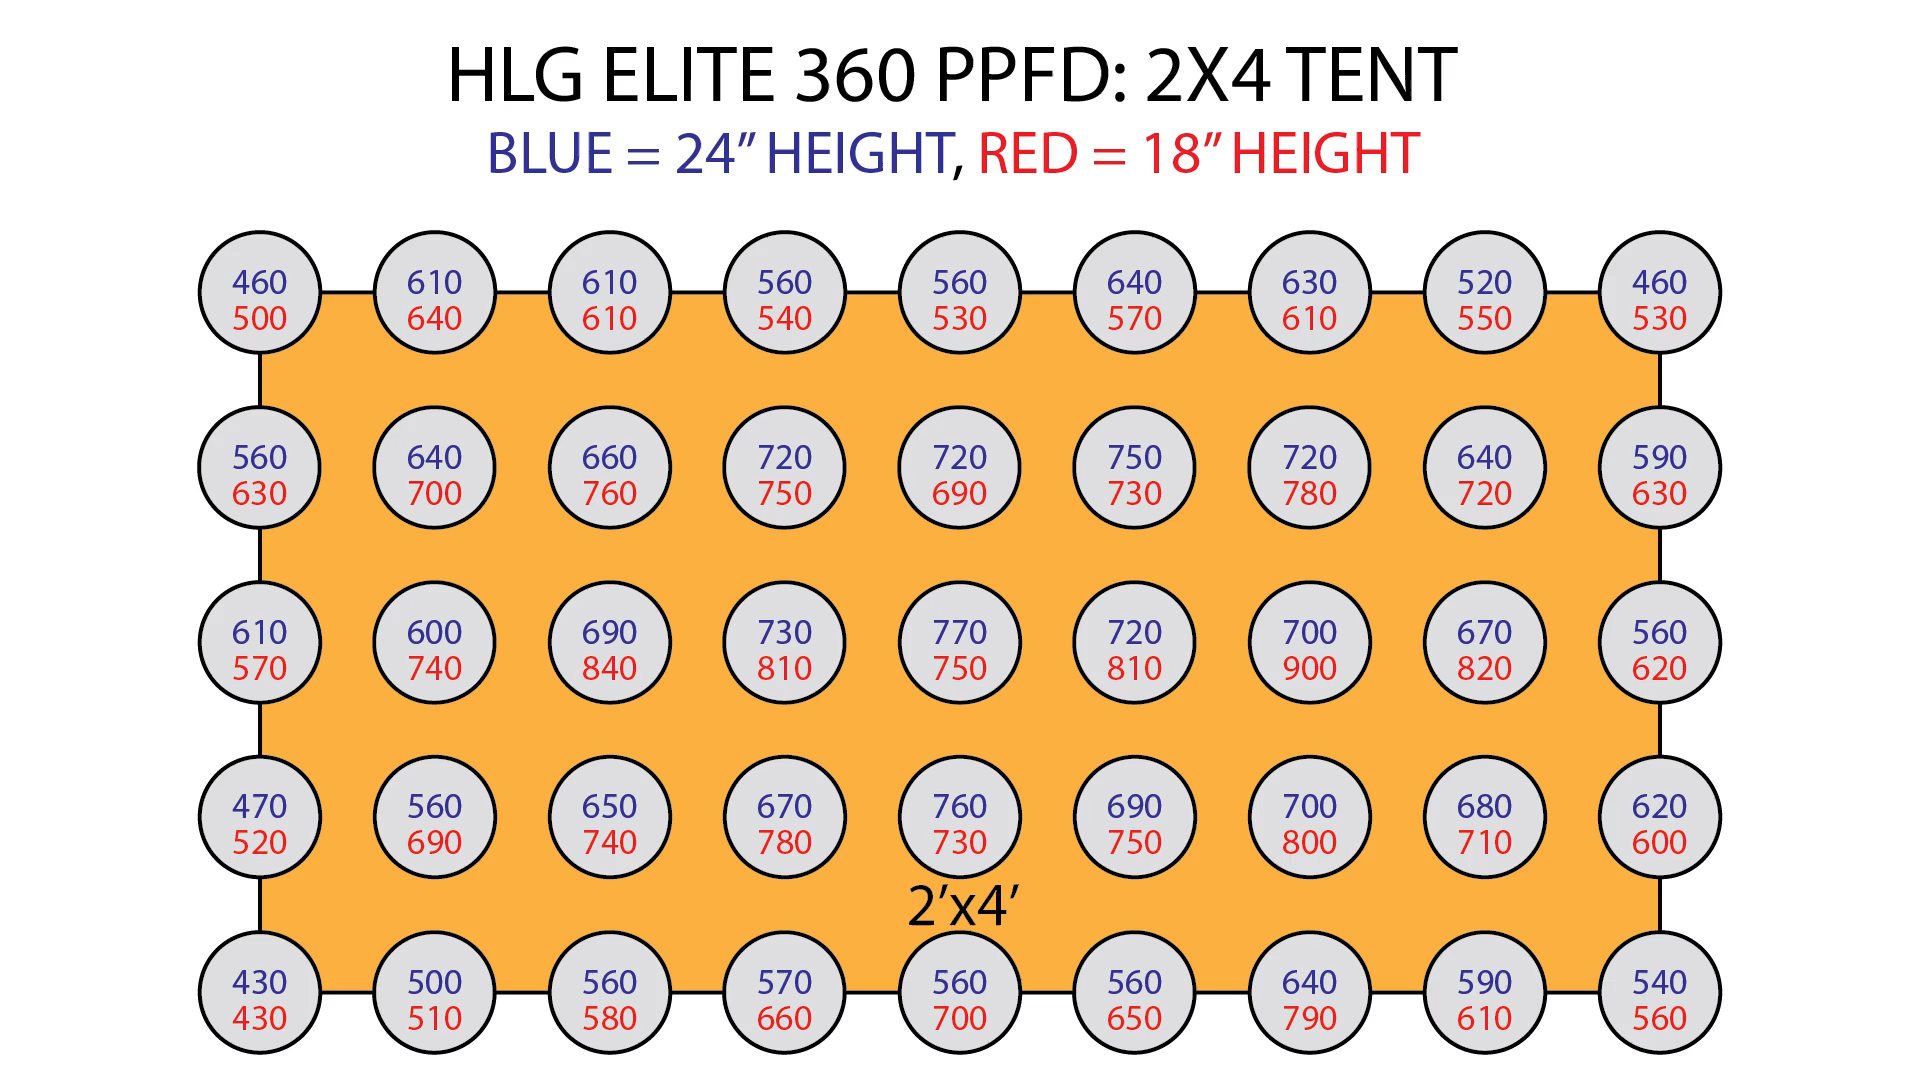 HLG ELITE 360 PPFD: 2X4 TENT
BLUE = 24” HEIGHT, RED = 18” HEIGHT
460 610 610 560 560 640 630 520 460
500 640 610 540 530 570 610 550 530
560 640 660 720 720 750 720 640 590
630 700 760 750 690 730 780 720 630
610 600 690 730 770 720 700 670 560
570 740 840 810 750 810 900 820 620
470 560 650 670 760 690 700 680 620
520 690 740 780 730 750 800 710 600
2’x4’
430 500 560 570 560 560 640 590 540
430 510 580 660 700 650 790 610 560